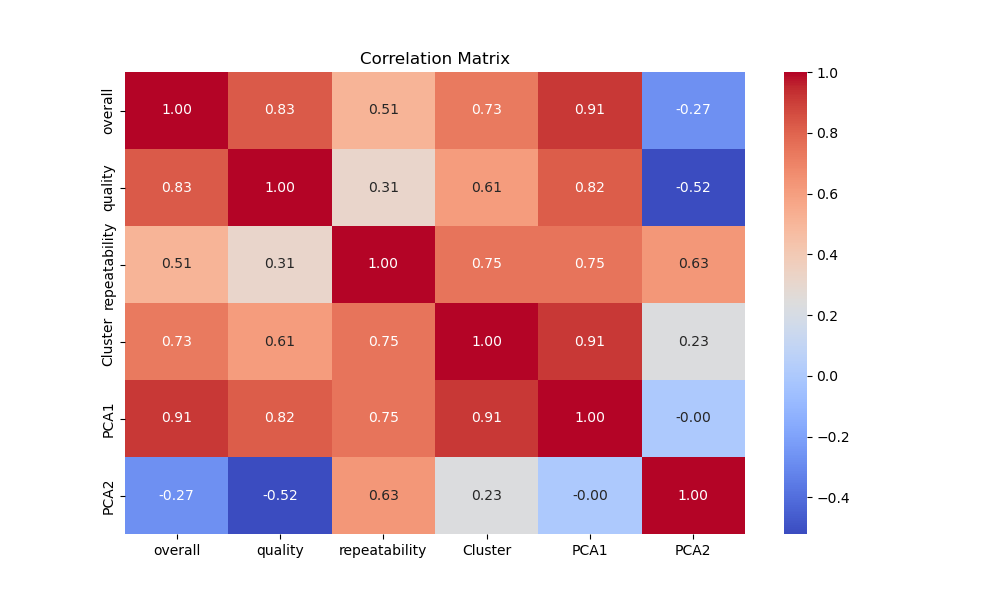 Correlation Matrix
overall 1.00 0.83 0.51 0.73 0.91 -0.27
quality 0.83 1.00 0.31 0.61 0.82 -0.52
repeatability 0.51 0.31 1.00 0.75 0.75 0.63
Cluster 0.73 0.61 0.75 1.00 0.91 0.23
PCA1 0.91 0.82 0.75 0.91 1.00 -0.00
PCA2 -0.27 -0.52 0.63 0.23 -0.00 1.00
overall quality repeatability Cluster PCA1 PCA2
1.0
0.8
0.6
0.4
0.2
0.0
−0.2
−0.4